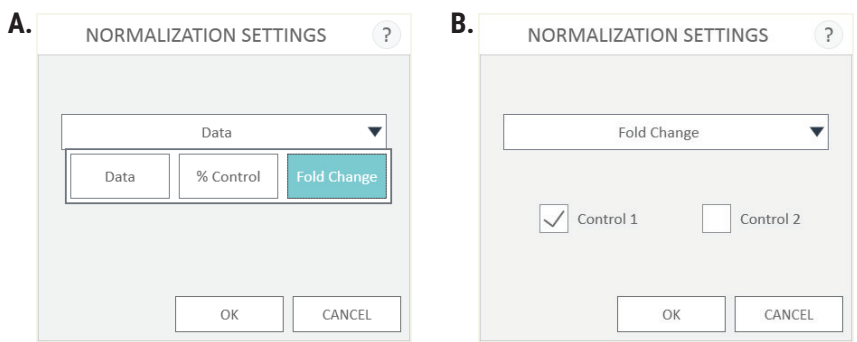 A.
NORMALIZATION SETTINGS ?
Data
Data % Control Fold Change
OK CANCEL
B.
NORMALIZATION SETTINGS ?
Fold Change
Control 1 Control 2
OK CANCEL